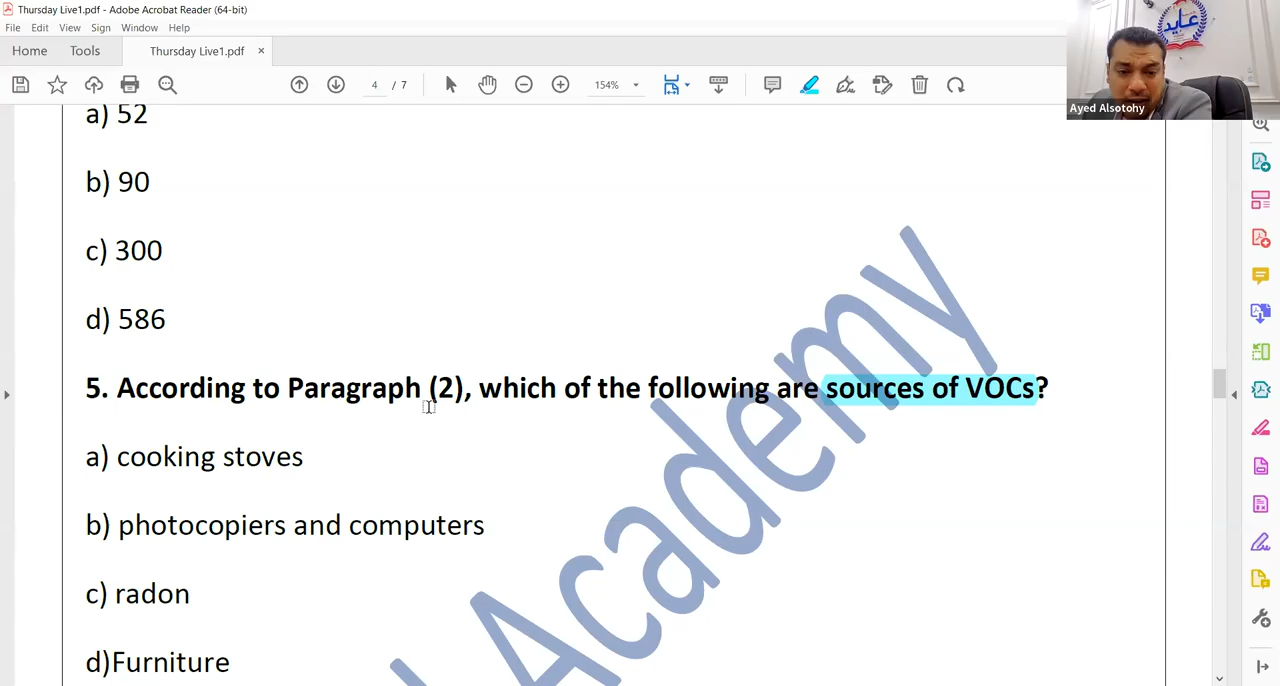 Thursday Live1.pdf - Adobe Acrobat Reader (64-bit)
File Edit View Sign Window Help
Home Tools Thursday Live1.pdf ×
4 / 7 154%
عايد
Ayed Alsotohy
a) 52
b) 90
c) 300
d) 586
5. According to Paragraph (2), which of the following are sources of VOCs?
a) cooking stoves
b) photocopiers and computers
c) radon
d)Furniture
Academy